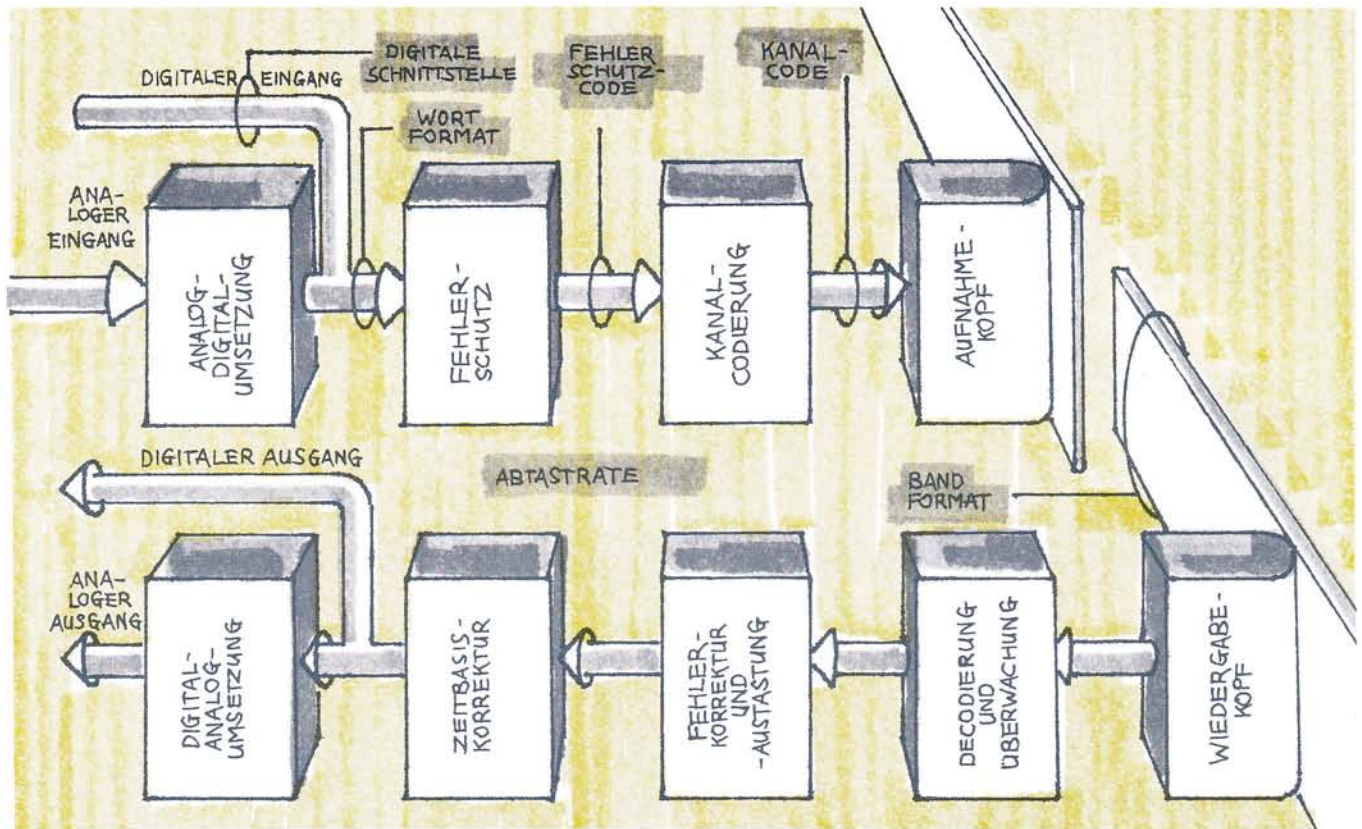 DIGITALE
SCHNITTSTELLE
FEHLER
SCHUTZ-
CODE
KANAL-
CODE
DIGITALER EINGANG
WORT
FORMAT
ANA-
LOGER
EINGANG
ANALOG-
DIGITAL-
UMSETZUNG
FEHLER-
SCHUTZ
KANAL
CODIERUNG
AUFNAHME-
KOPF
DIGITALER AUSGANG
ABTASTRATE
BAND
FORMAT
ANA-
LOGER
AUSGANG
DIGITAL
ANALOG-
UMSETZUNG
ZEITBASIS-
KORREKTUR
FEHLER-
KORREKTUR
UND
-AUSTASTUNG
DECODIERUNG
UND
ÜBERWACHUNG
WIEDERGABE-
KOPF